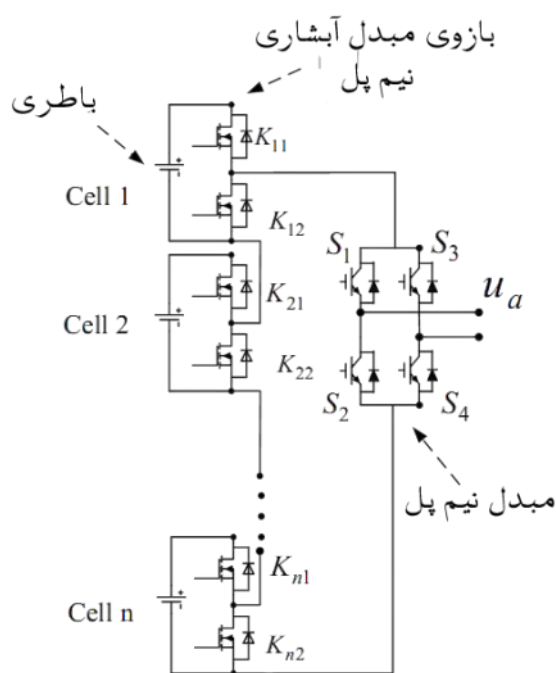 بازوی مبدل آبشاری
نیم پل
باطری
K11
Cell 1
K12
S1
S3
K21
ua
Cell 2
K22
S2
S4
مبدل نیم پل
Kn1
Cell n
Kn2